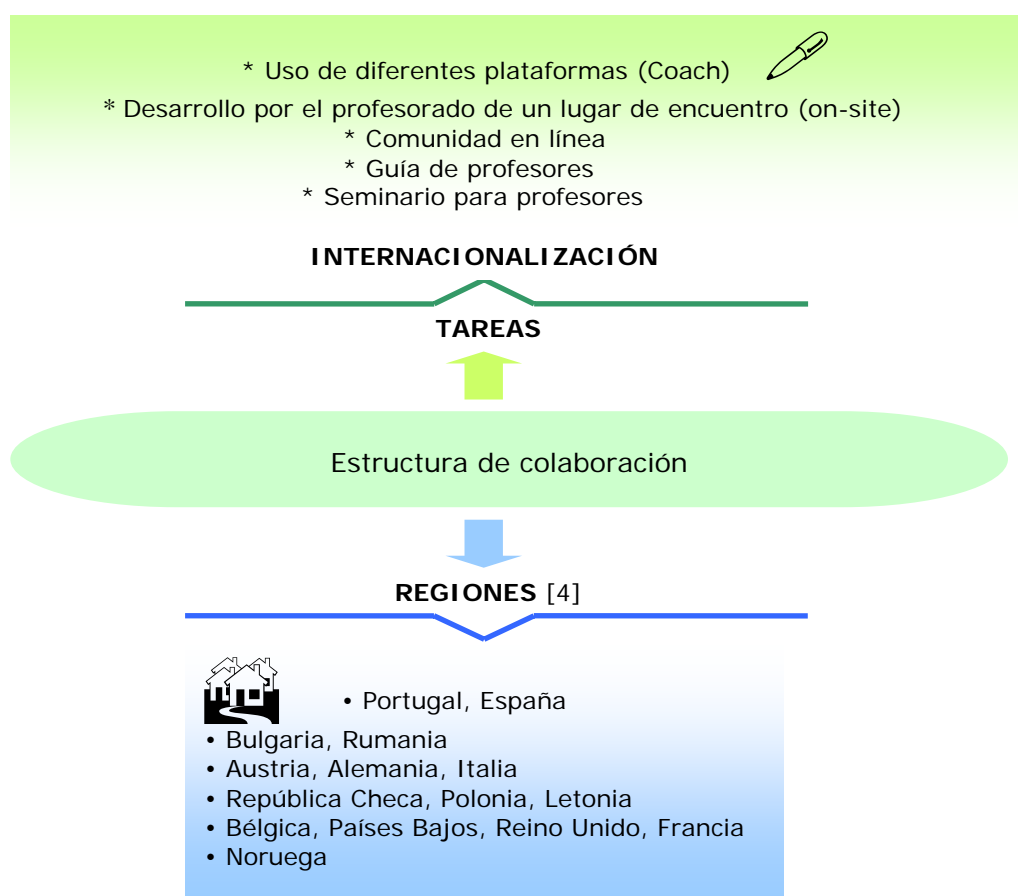 * Uso de diferentes plataformas (Coach)
* Desarrollo por el profesorado de un lugar de encuentro (on-site)
* Comunidad en línea
* Guía de profesores
* Seminario para profesores
INTERNACIONALIZACIÓN
TAREAS
Estructura de colaboración
REGIONES [4]
• Portugal, España
• Bulgaria, Rumania
• Austria, Alemania, Italia
• República Checa, Polonia, Letonia
• Bélgica, Países Bajos, Reino Unido, Francia
• Noruega